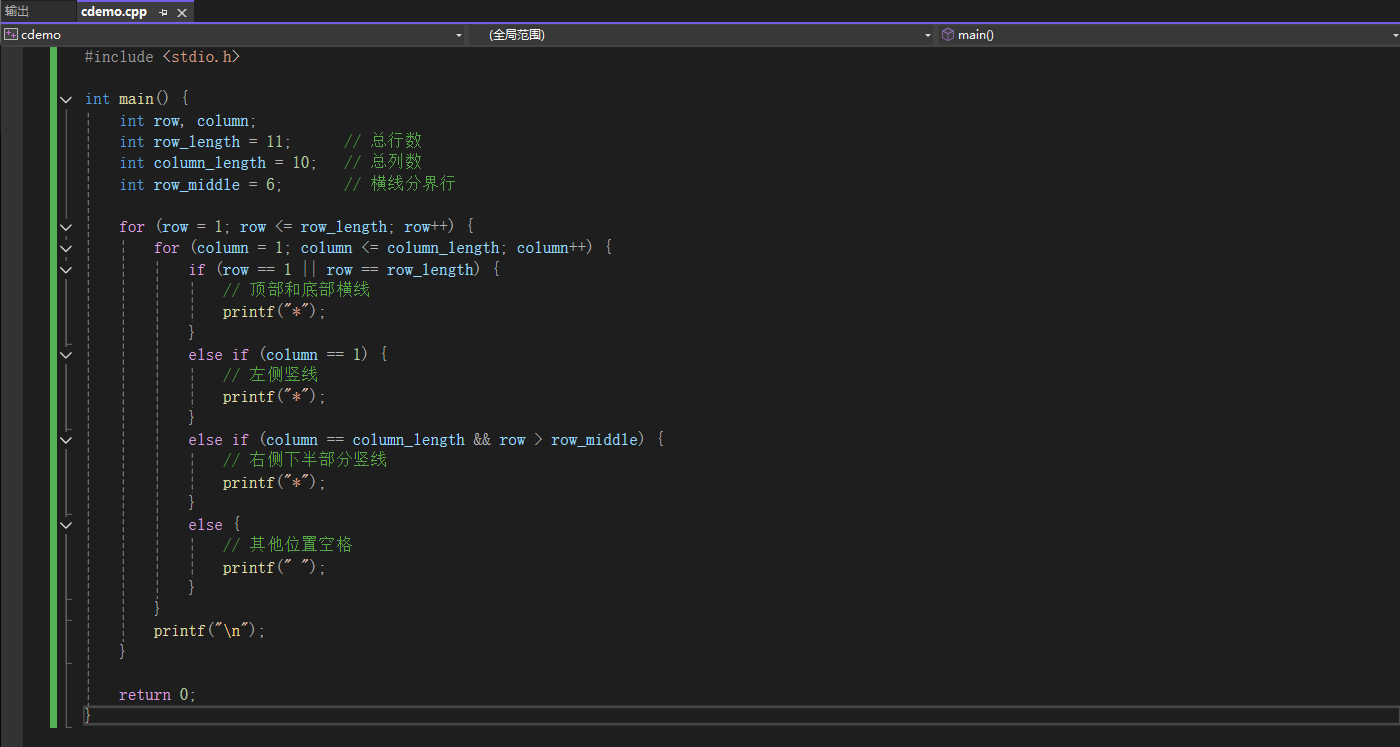 输出
cdemo.cpp
cdemo
(全局范围)
main()
#include <stdio.h>
int main() {
    int row, column;
    int row_length = 11;      // 总行数
    int column_length = 10;   // 总列数
    int row_middle = 6;       // 横线分界行
    for (row = 1; row <= row_length; row++) {
        for (column = 1; column <= column_length; column++) {
            if (row == 1 || row == row_length) {
                // 顶部和底部横线
                printf("*");
            }
            else if (column == 1) {
                // 左侧竖线
                printf("*");
            }
            else if (column == column_length && row > row_middle) {
                // 右侧下半部分竖线
                printf("*");
            }
            else {
                // 其他位置空格
                printf(" ");
            }
        }
        printf("\n");
    }
    return 0;
}